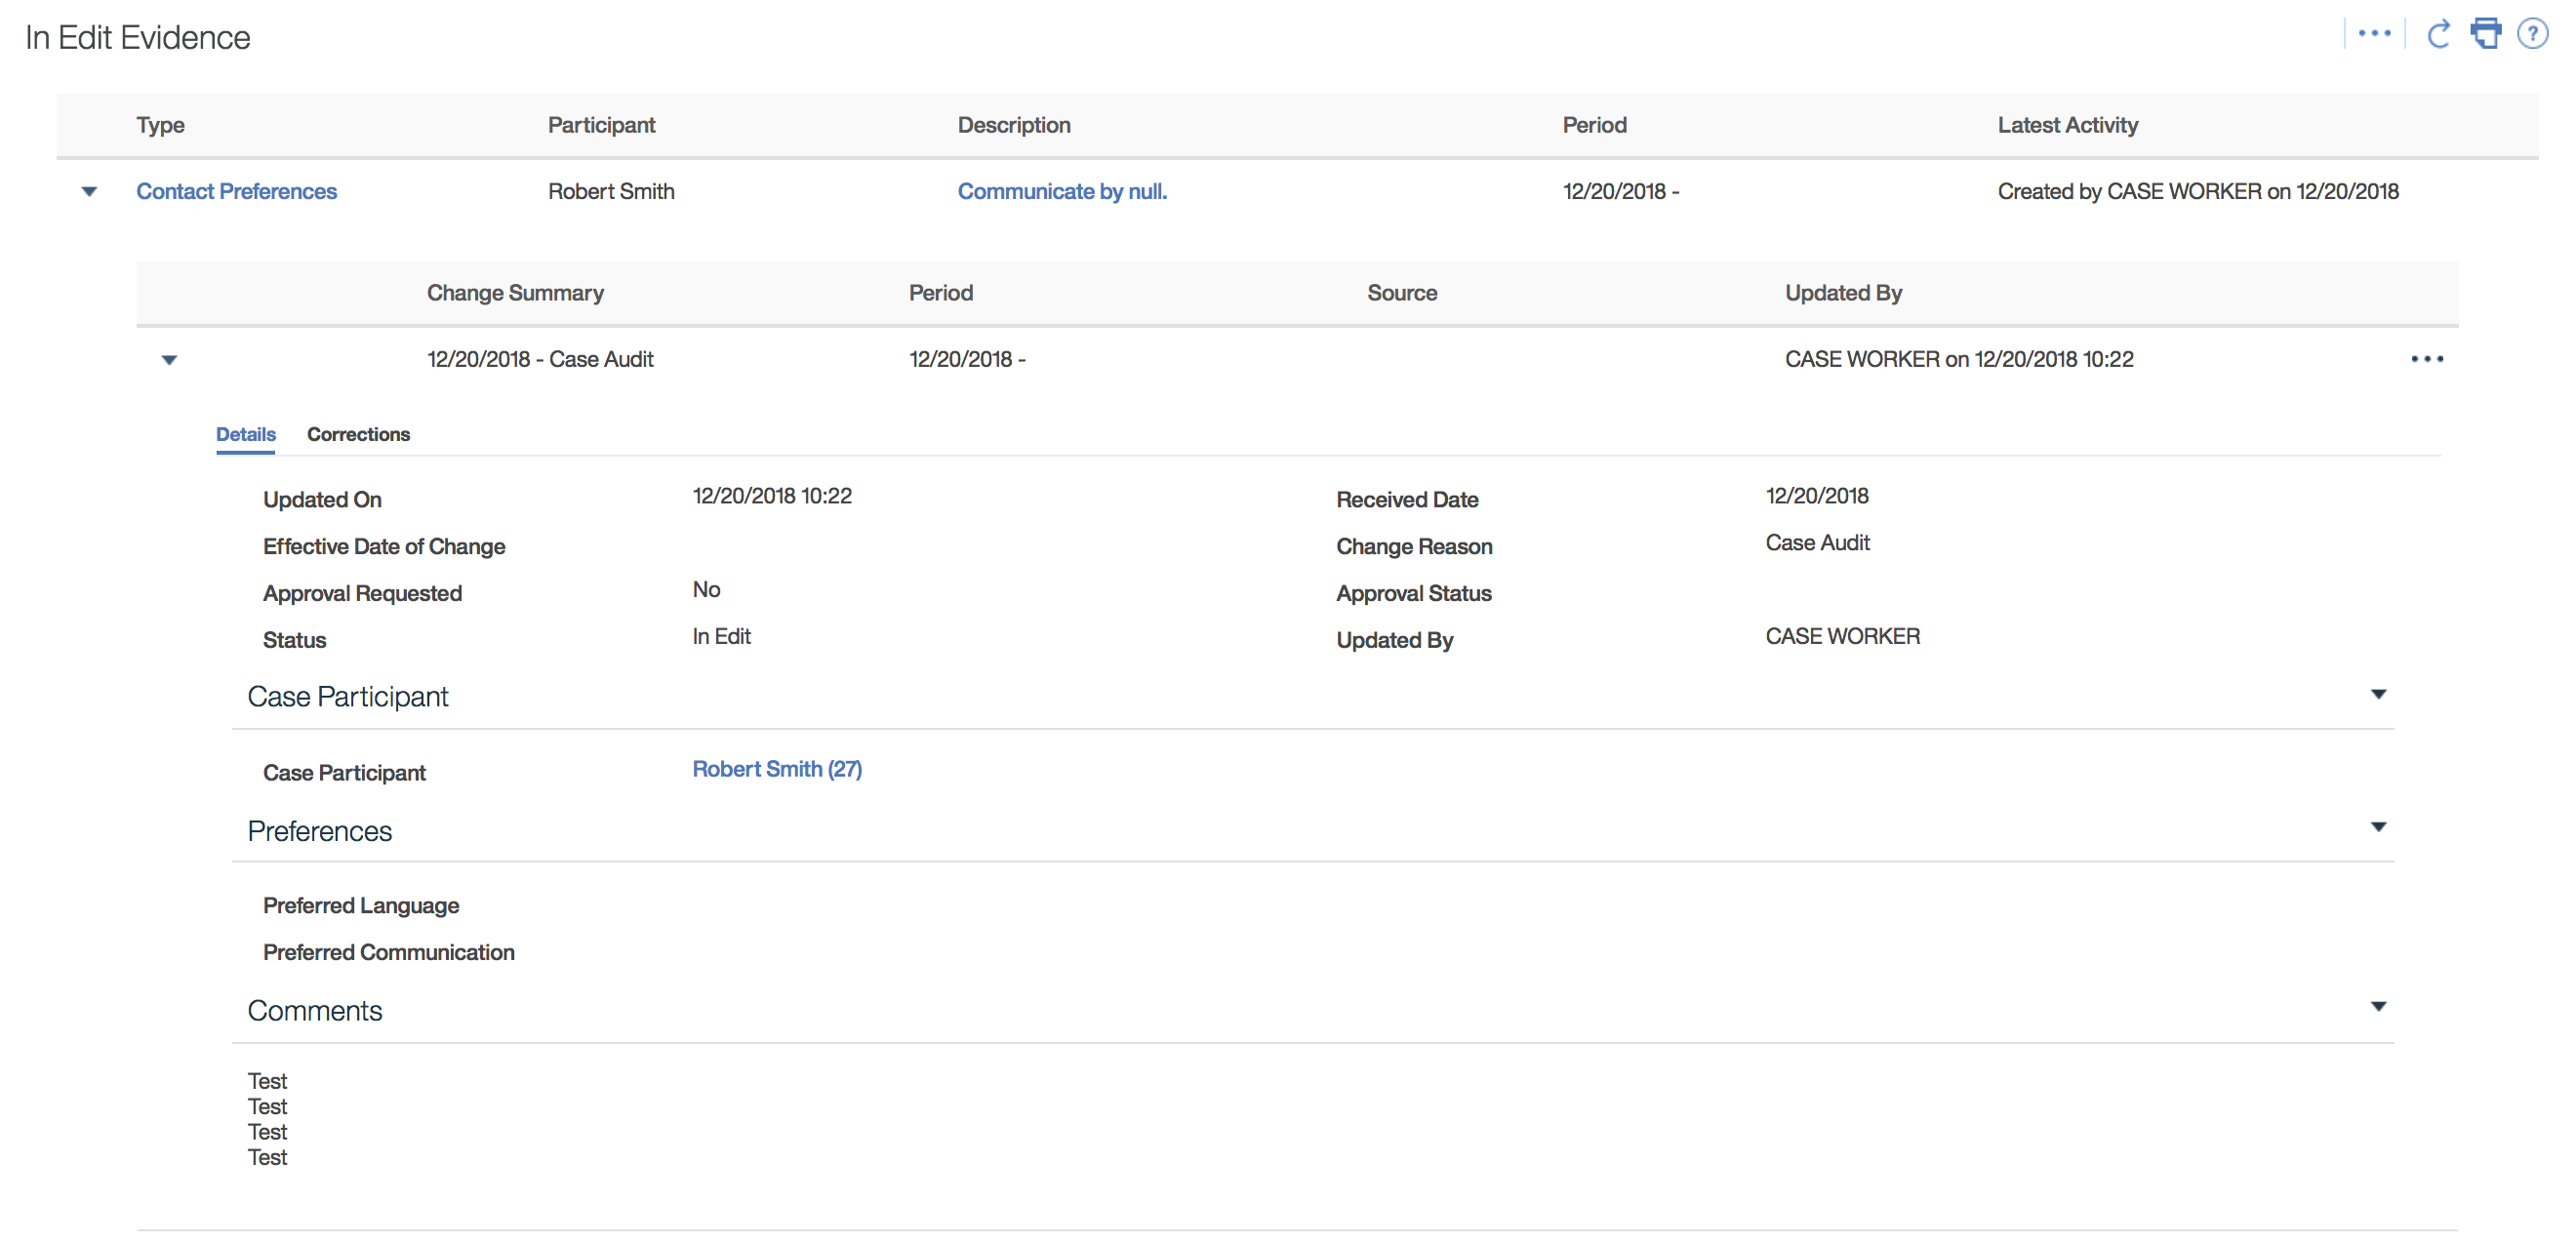 In Edit Evidence
Type Participant Description Period Latest Activity
Contact Preferences Robert Smith Communicate by null. 12/20/2018 - Created by CASE WORKER on 12/20/2018
Change Summary Period Source Updated By
12/20/2018 - Case Audit 12/20/2018 - CASE WORKER on 12/20/2018 10:22
Details Corrections
Updated On 12/20/2018 10:22 Received Date 12/20/2018
Effective Date of Change Change Reason Case Audit
Approval Requested No Approval Status
Status In Edit Updated By CASE WORKER
Case Participant
Case Participant Robert Smith (27)
Preferences
Preferred Language
Preferred Communication
Comments
Test
Test
Test
Test